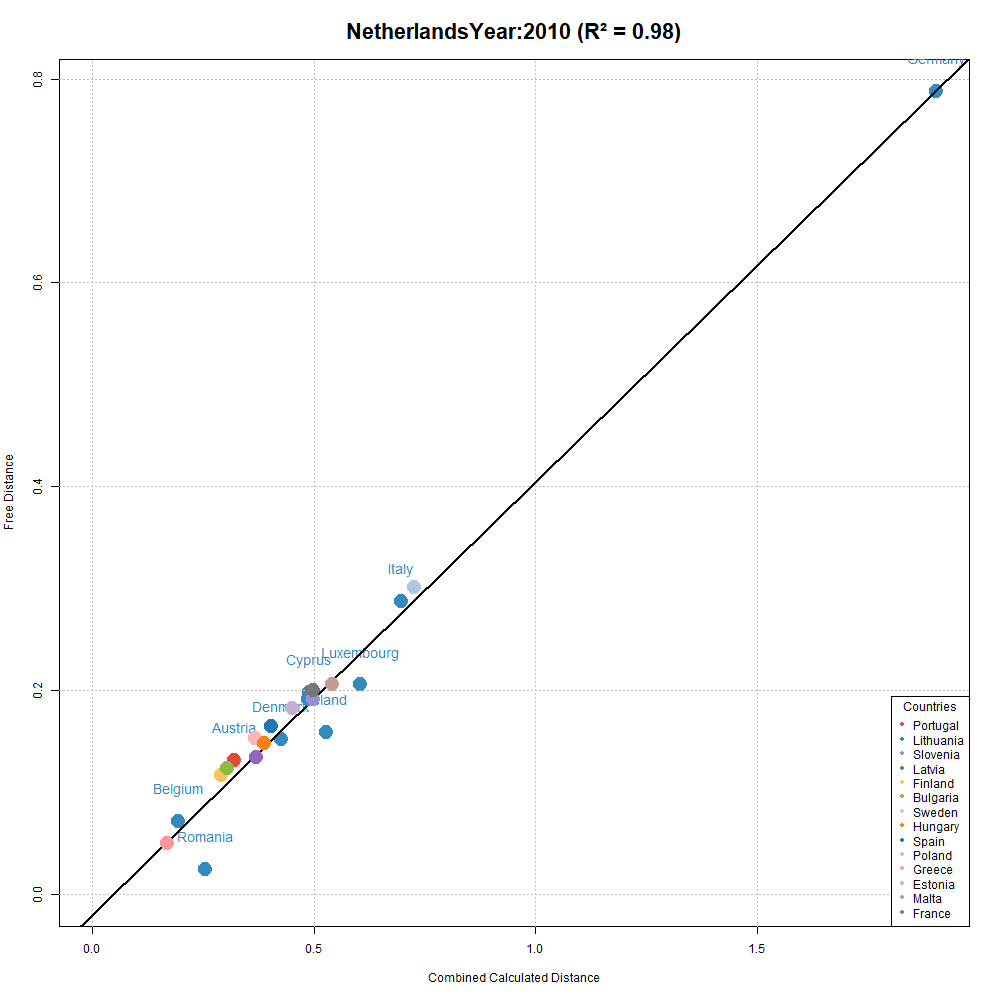 NetherlandsYear:2010 (R² = 0.98)
Germany
0.8
0.6
0.4
0.2
0.0
Free Distance
Italy
Luxembourg
Cyprus
Denmark
Austria
Belgium
Romania
Countries
Portugal
Lithuania
Slovenia
Latvia
Finland
Bulgaria
Sweden
Hungary
Spain
Poland
Greece
Estonia
Malta
France
0.0 0.5 1.0 1.5
Combined Calculated Distance